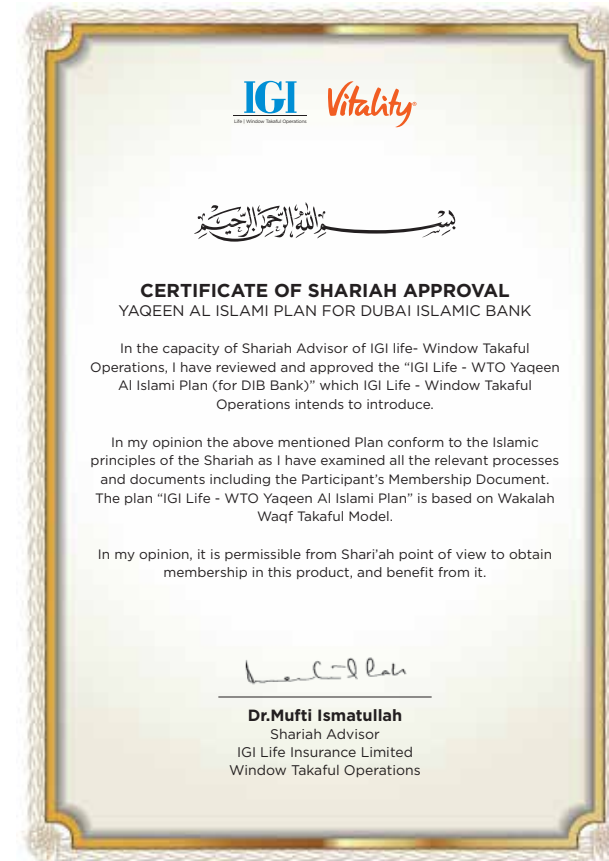 IGI
Life | Window Takaful Operations
Vitality
بسم الله الرحمن الرحيم
CERTIFICATE OF SHARIAH APPROVAL
YAQEEN AL ISLAMI PLAN FOR DUBAI ISLAMIC BANK
In the capacity of Shariah Advisor of IGI life- Window Takaful
Operations, I have reviewed and approved the “IGI Life - WTO Yaqeen
Al Islami Plan (for DIB Bank)” which IGI Life - Window Takaful
Operations intends to introduce.
In my opinion the above mentioned Plan conform to the Islamic
principles of the Shariah as I have examined all the relevant processes
and documents including the Participant’s Membership Document.
The plan “IGI Life - WTO Yaqeen Al Islami Plan” is based on Wakalah
Waqf Takaful Model.
In my opinion, it is permissible from Shari’ah point of view to obtain
membership in this product, and benefit from it.
Dr.Mufti Ismatullah
Shariah Advisor
IGI Life Insurance Limited
Window Takaful Operations